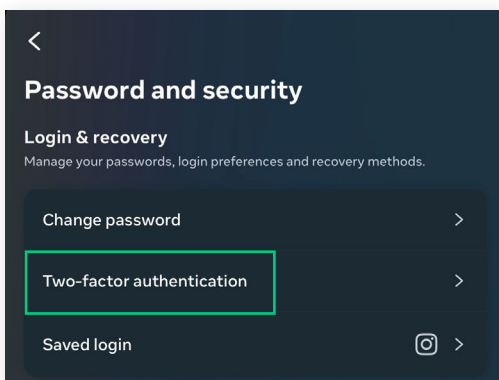 Password and security
Login & recovery
Manage your passwords, login preferences and recovery methods.
Change password
Two-factor authentication
Saved login